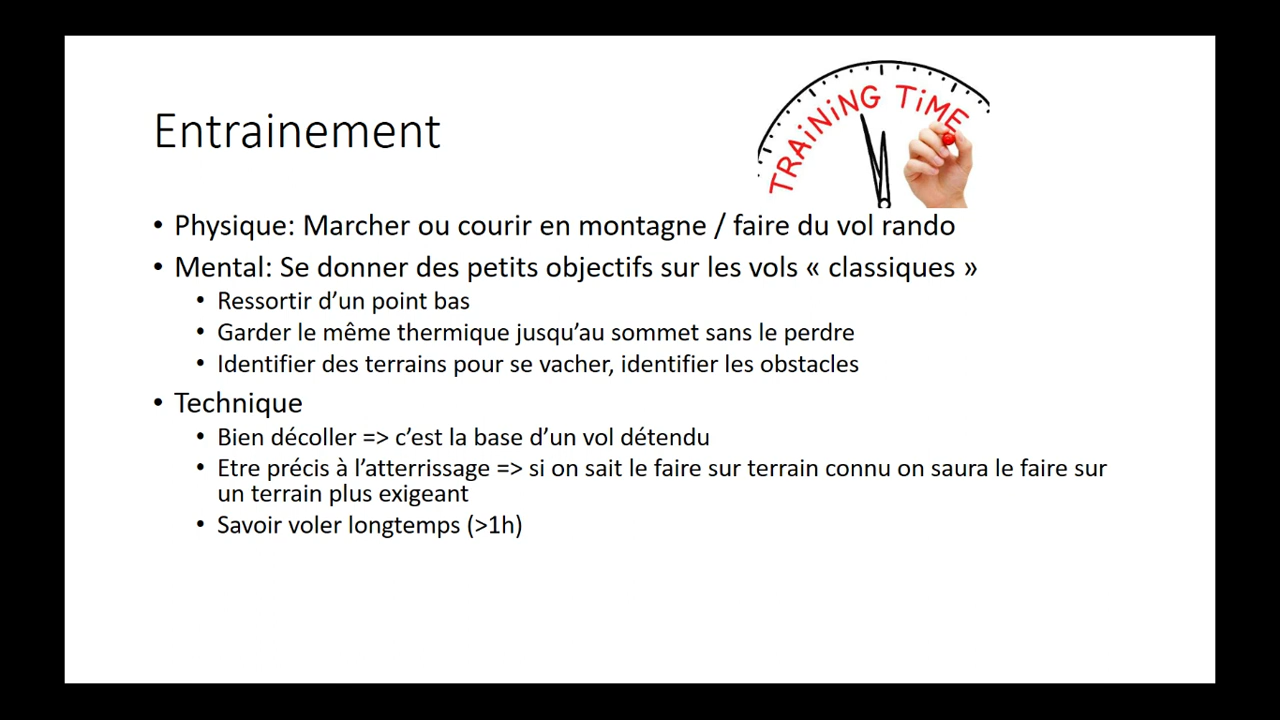 TRAiNiNG TiME
Entrainement
• Physique: Marcher ou courir en montagne / faire du vol rando
• Mental: Se donner des petits objectifs sur les vols « classiques »
• Ressortir d’un point bas
• Garder le même thermique jusqu’au sommet sans le perdre
• Identifier des terrains pour se vacher, identifier les obstacles
• Technique
• Bien décoller => c’est la base d’un vol détendu
• Etre précis à l’atterrissage => si on sait le faire sur terrain connu on saura le faire sur
un terrain plus exigeant
• Savoir voler longtemps (>1h)